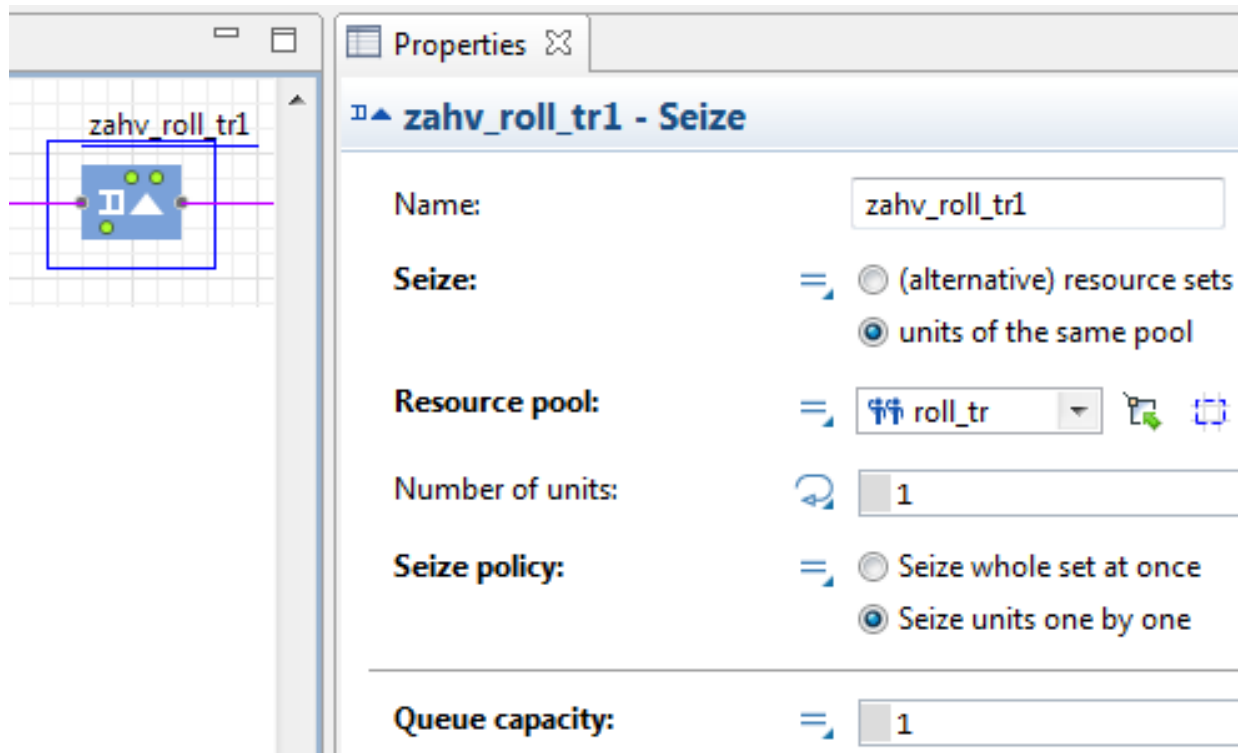 Properties
zahv_roll_tr1
zahv_roll_tr1 - Seize
Name:
zahv_roll_tr1
Seize:
(alternative) resource sets
units of the same pool
Resource pool:
roll_tr
Number of units:
1
Seize policy:
Seize whole set at once
Seize units one by one
Queue capacity:
1